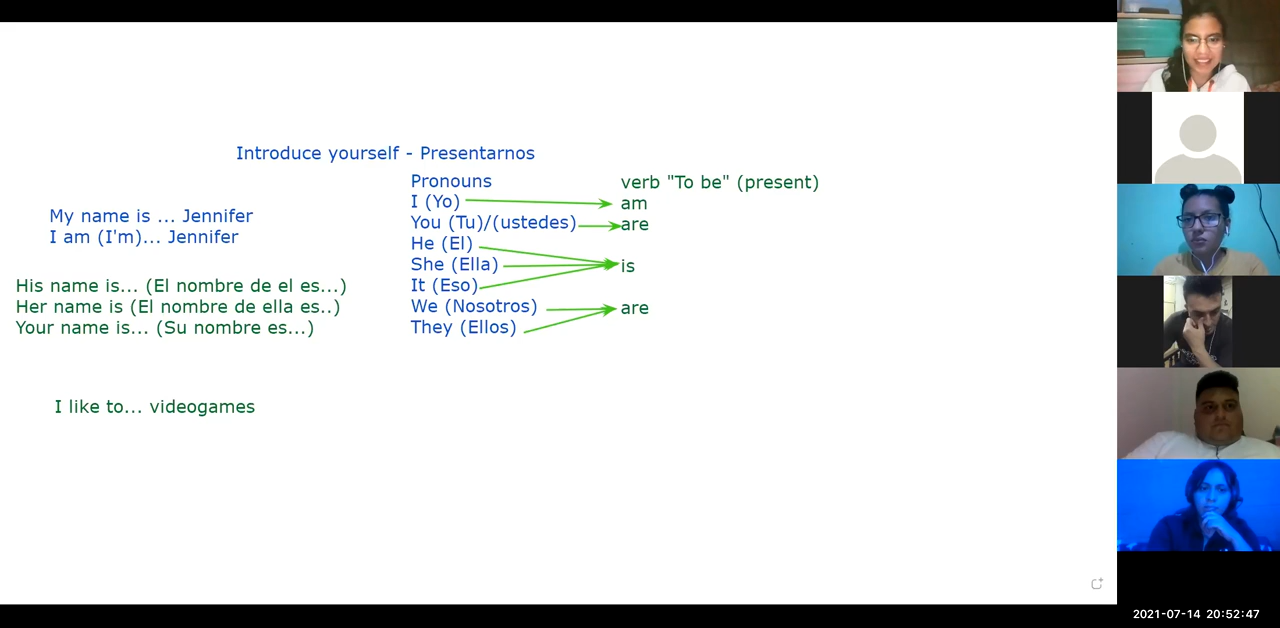 Introduce yourself - Presentarnos
My name is ... Jennifer
I am (I'm)... Jennifer
His name is... (El nombre de el es...)
Her name is (El nombre de ella es..)
Your name is... (Su nombre es...)
I like to... videogames
Pronouns
I (Yo)
You (Tu)/(ustedes)
He (El)
She (Ella)
It (Eso)
We (Nosotros)
They (Ellos)
verb "To be" (present)
am
are
is
are
2021-07-14 20:52:47